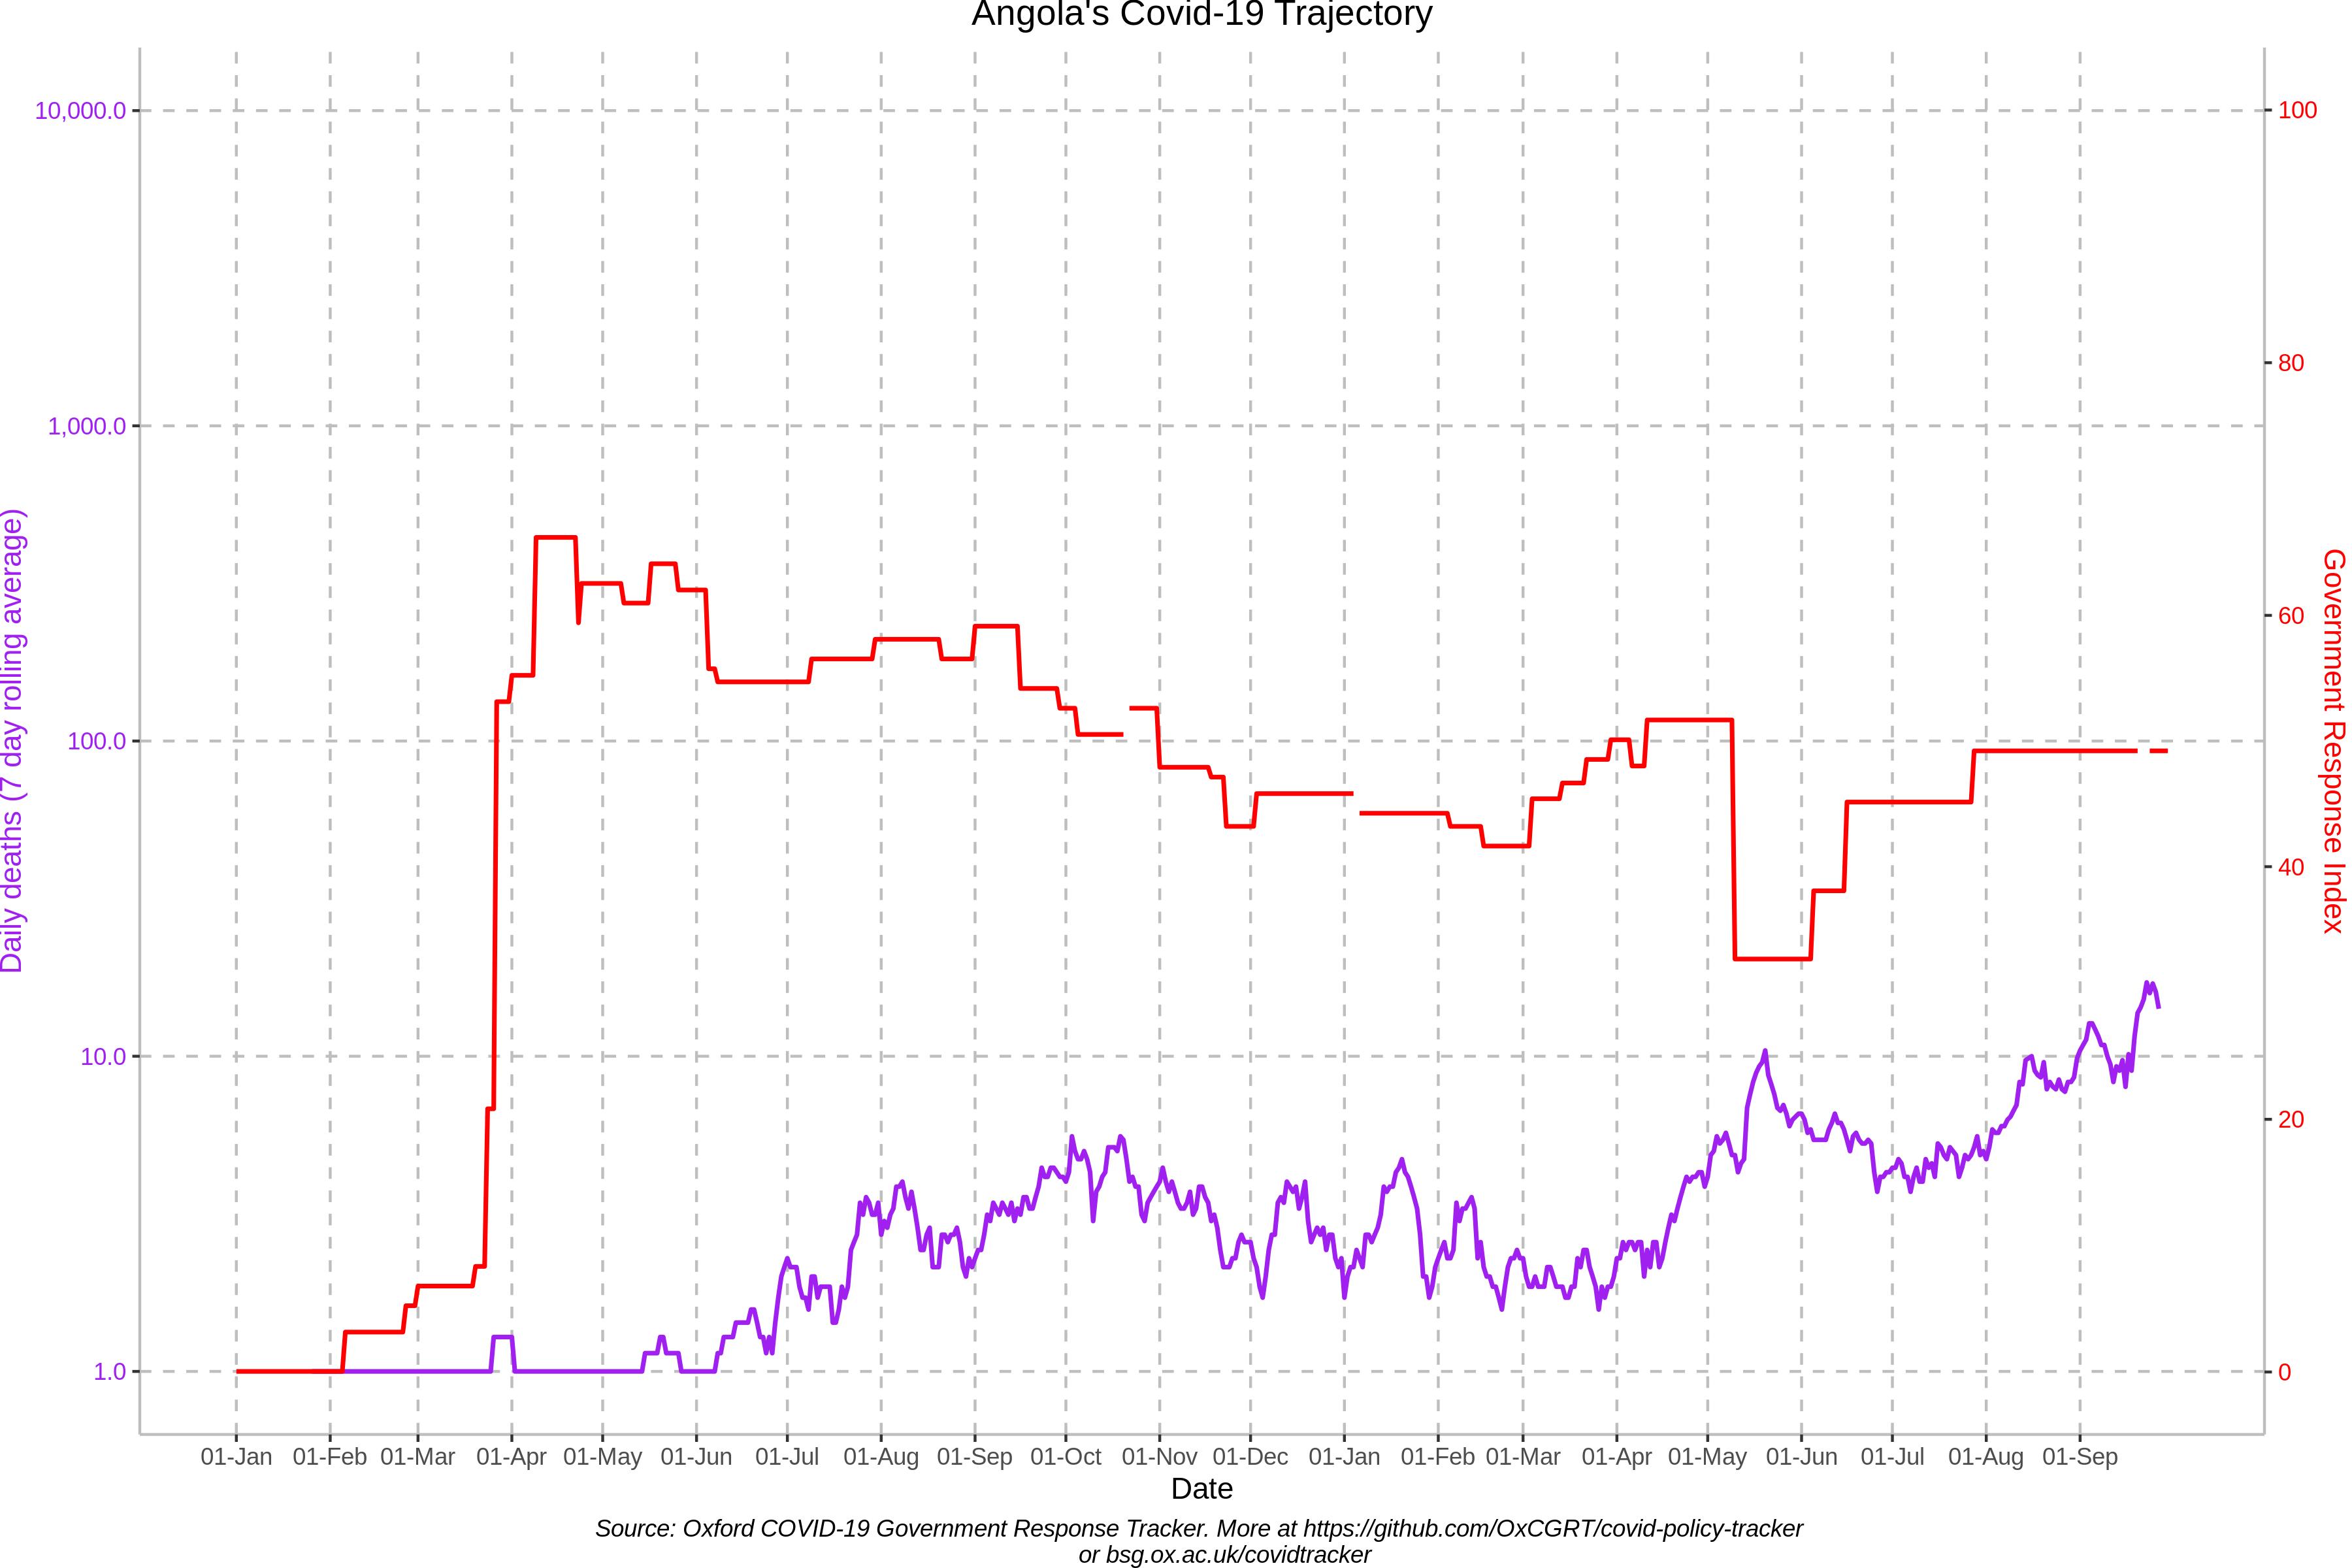 Angola's Covid-19 Trajectory
10,000.0
1,000.0
100.0
10.0
1.0
Daily deaths (7 day rolling average)
100
80
60
40
20
0
Government Response Index
01-Jan 01-Feb 01-Mar 01-Apr 01-May 01-Jun 01-Jul 01-Aug 01-Sep 01-Oct 01-Nov 01-Dec 01-Jan 01-Feb 01-Mar 01-Apr 01-May 01-Jun 01-Jul 01-Aug 01-Sep
Date
Source: Oxford COVID-19 Government Response Tracker. More at https://github.com/OxCGRT/covid-policy-tracker
or bsg.ox.ac.uk/covidtracker